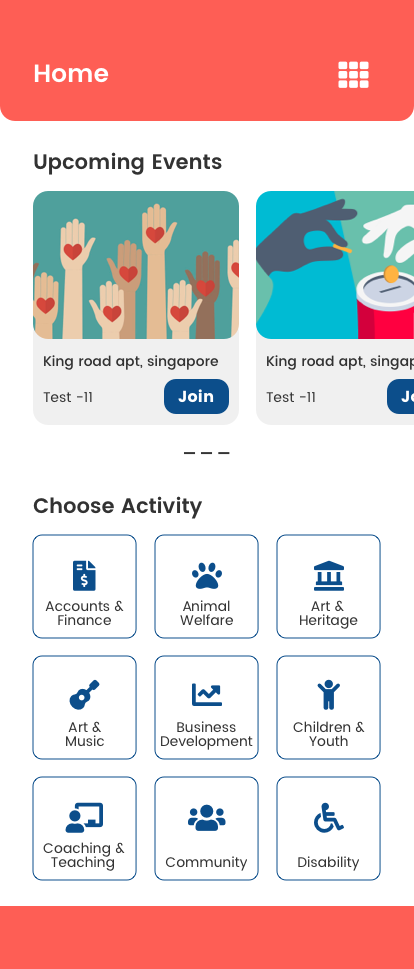 Home
Upcoming Events
King road apt, singapore
Test -11
Join
King road apt, singap
Test -11
Jo
Choose Activity
Accounts &
Finance
Animal
Welfare
Art &
Heritage
Art &
Music
Business
Development
Children &
Youth
Coaching &
Teaching
Community
Disability